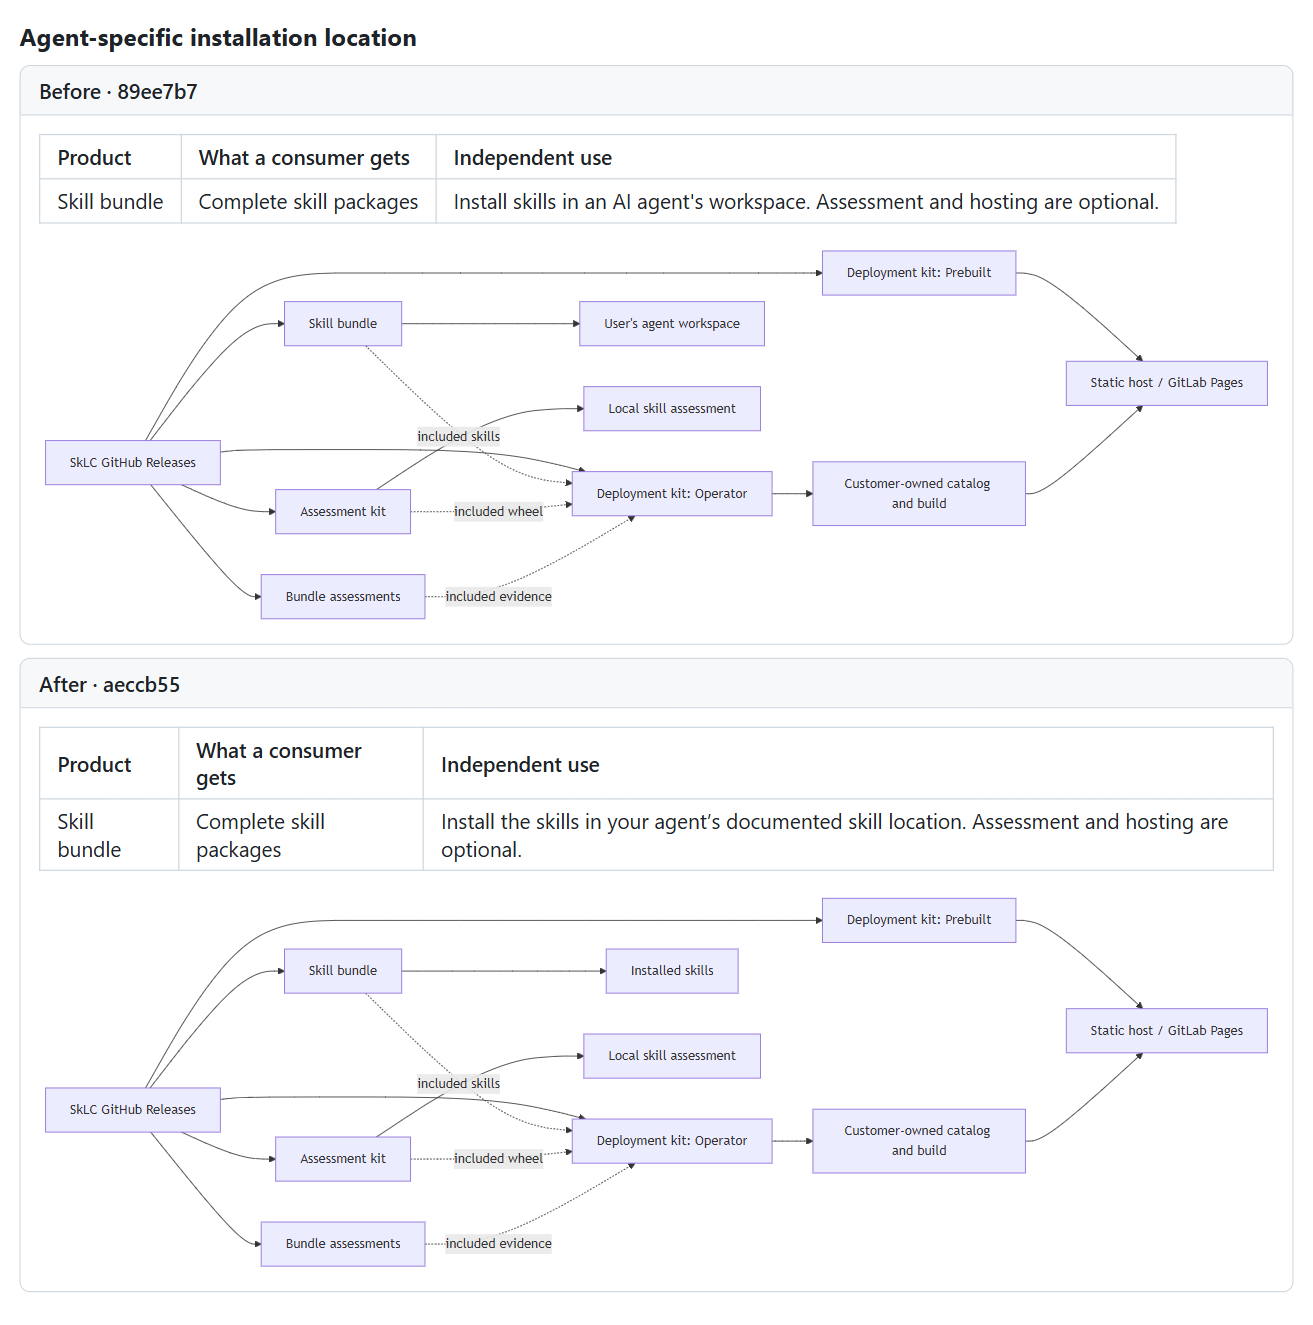 Agent-specific installation location
Before · 89ee7b7
Product
What a consumer gets
Independent use
Skill bundle
Complete skill packages
Install skills in an AI agent's workspace. Assessment and hosting are optional.
Deployment kit: Prebuilt
Skill bundle
User's agent workspace
Static host / GitLab Pages
Local skill assessment
included skills
SkLC GitHub Releases
Deployment kit: Operator
Customer-owned catalog
and build
Assessment kit
included wheel
Bundle assessments
included evidence
After · aeccb55
Product
What a consumer
gets
Independent use
Skill
bundle
Complete skill
packages
Install the skills in your agent’s documented skill location. Assessment and hosting are
optional.
Deployment kit: Prebuilt
Skill bundle
Installed skills
Static host / GitLab Pages
Local skill assessment
included skills
SkLC GitHub Releases
Deployment kit: Operator
Customer-owned catalog
and build
Assessment kit
included wheel
Bundle assessments
included evidence